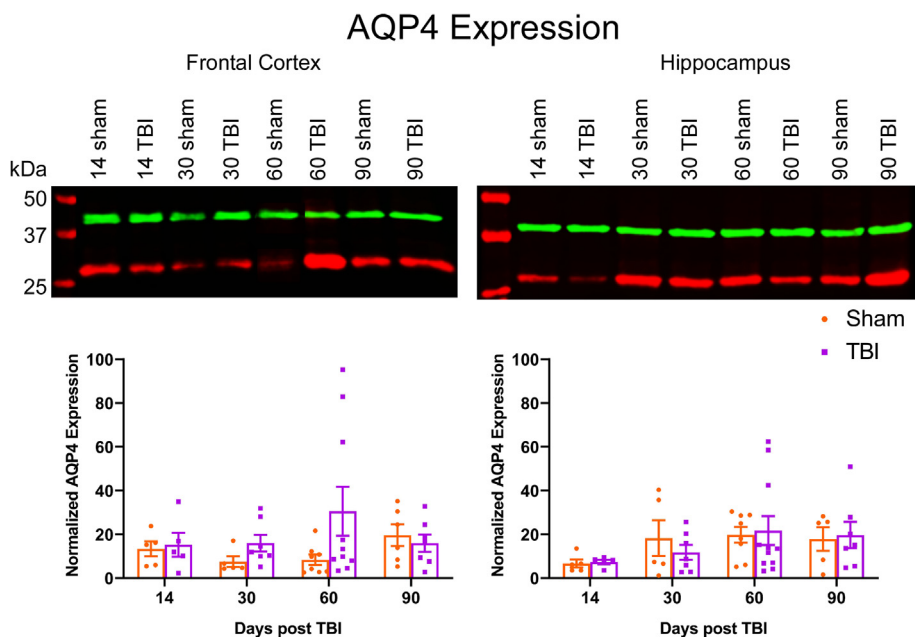 AQP4 Expression
Frontal Cortex
Hippocampus
kDa
14 sham
14 TBI
30 sham
30 TBI
60 sham
60 TBI
90 sham
90 TBI
14 sham
14 TBI
30 sham
30 TBI
60 sham
60 TBI
90 sham
90 TBI
50
37
25
Sham
TBI
Normalized AQP4 Expression
100
80
60
40
20
0
14
30
60
90
Days post TBI
Normalized AQP4 Expression
100
80
60
40
20
0
14
30
60
90
Days post TBI